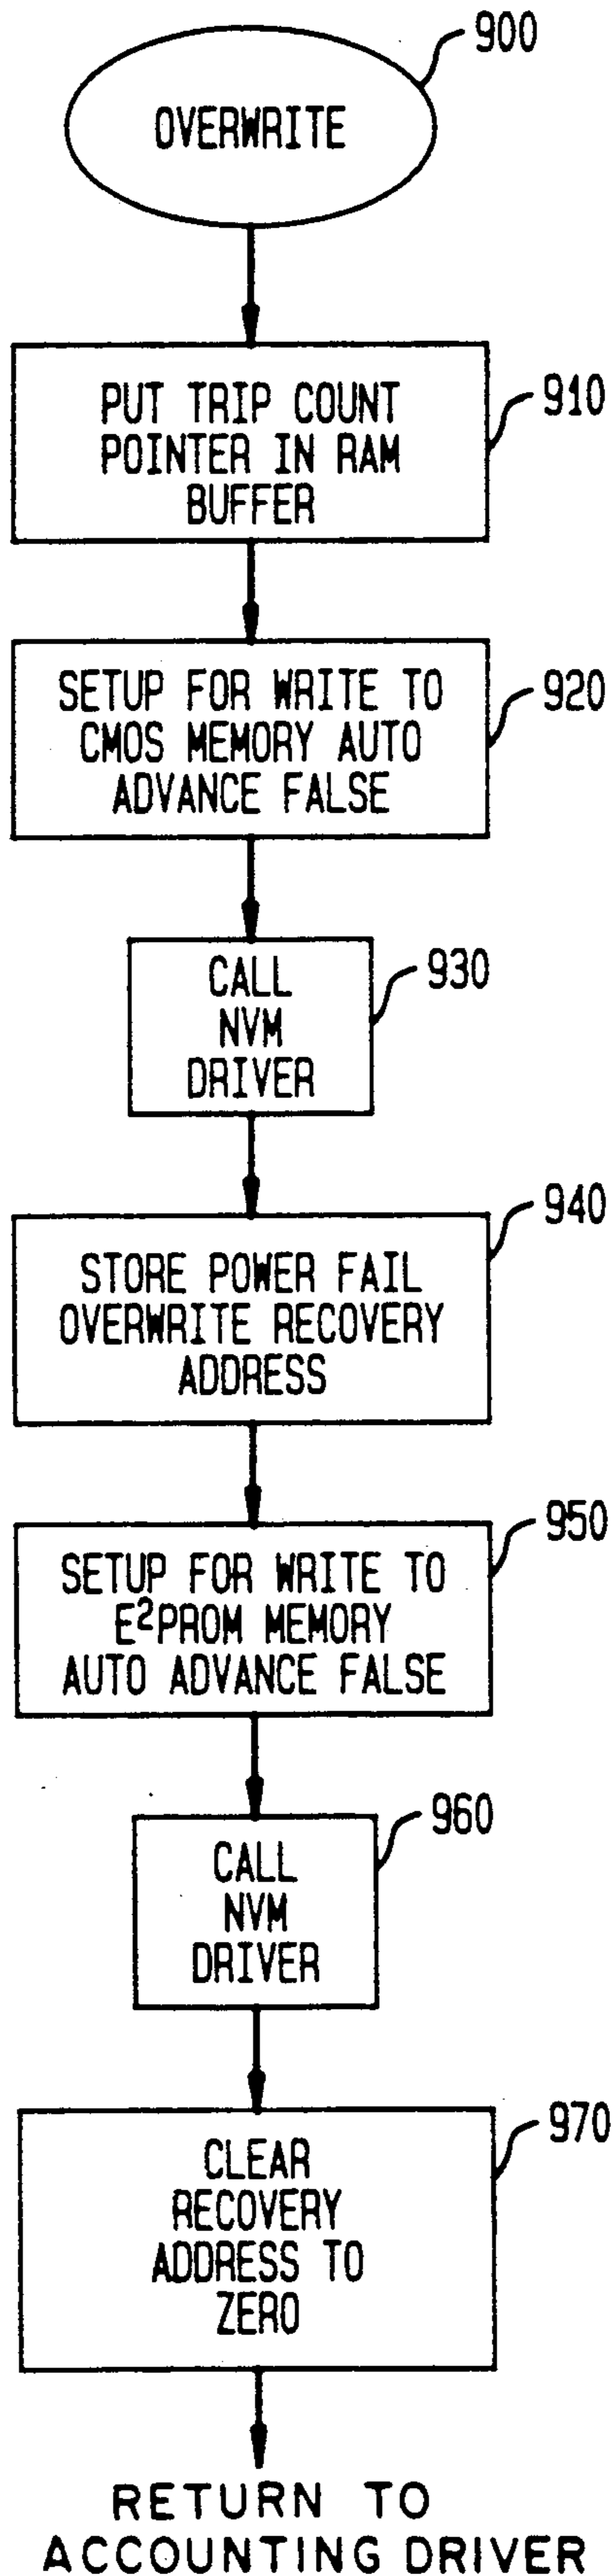 900
OVERWRITE
910
PUT TRIP COUNT
POINTER IN RAM
BUFFER
920
SETUP FOR WRITE TO
CMOS MEMORY AUTO
ADVANCE FALSE
930
CALL
NVM
DRIVER
940
STORE POWER FAIL
OVERWRITE RECOVERY
ADDRESS
950
SETUP FOR WRITE TO
E²PROM MEMORY
AUTO ADVANCE FALSE
960
CALL
NVM
DRIVER
970
CLEAR
RECOVERY
ADDRESS TO
ZERO
RETURN TO
ACCOUNTING DRIVER